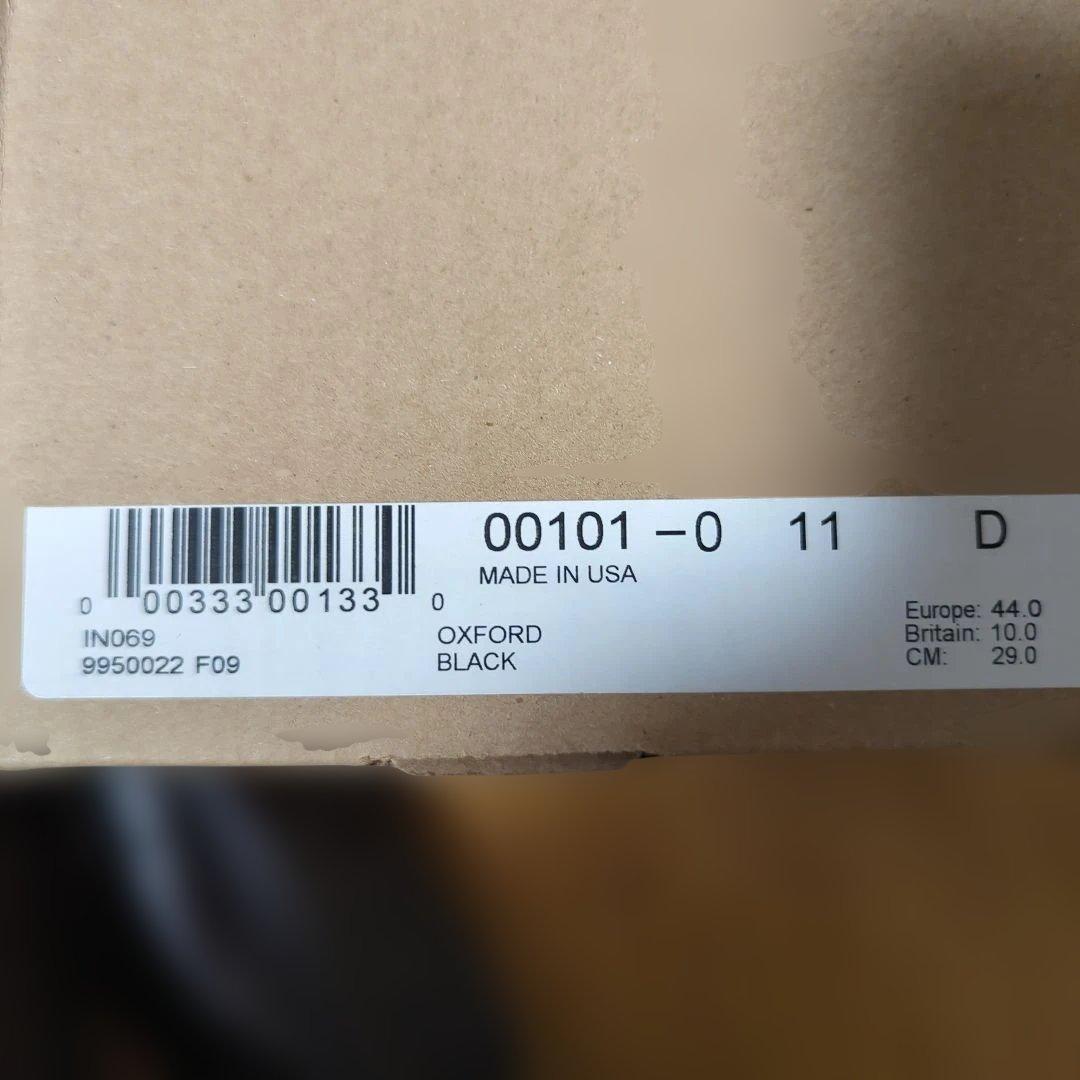 00101 -0 11 D
MADE IN USA
0 00333 00133 0
IN069
9950022 F09
OXFORD
BLACK
Europe: 44.0
Britain: 10.0
CM: 29.0